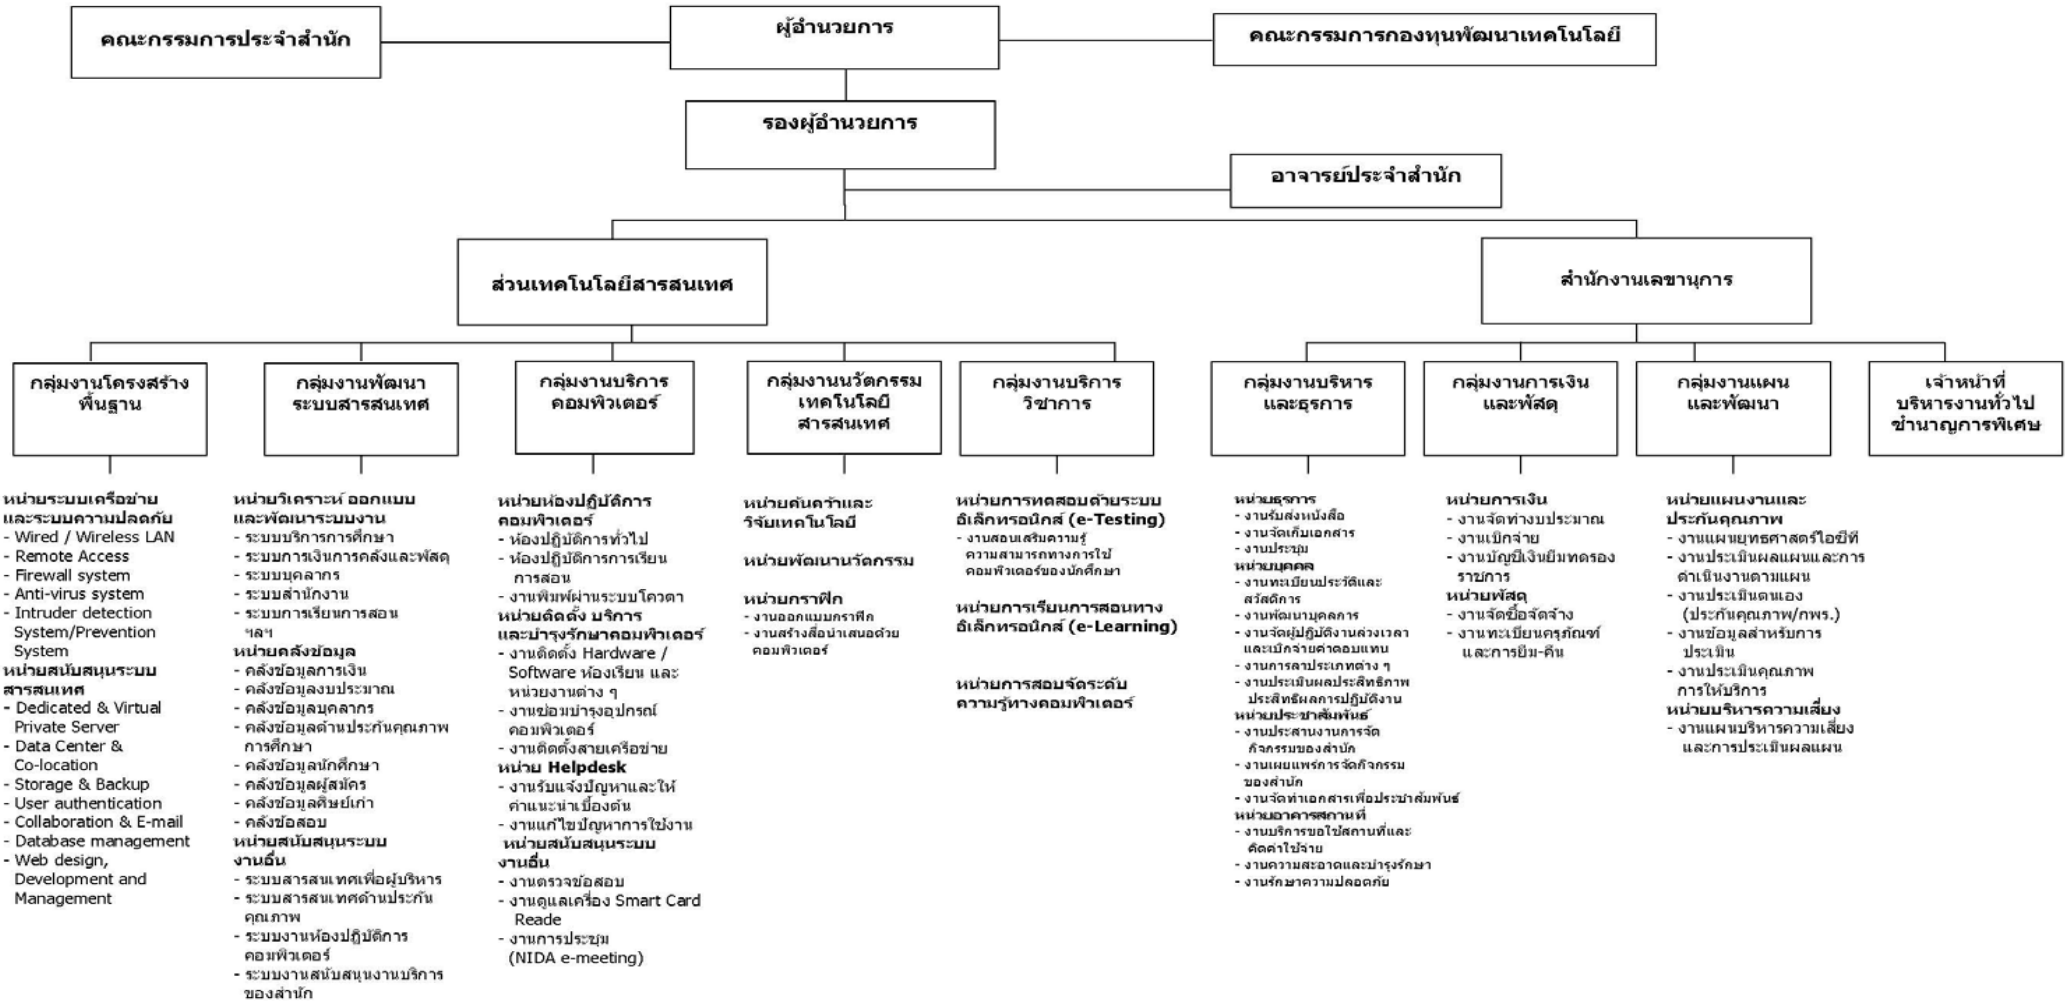 คณะกรรมการประจำสำนัก
ผู้อำนวยการ
คณะกรรมการกองทุนพัฒนาเทคโนโลยี
รองผู้อำนวยการ
อาจารย์ประจำสำนัก
ส่วนเทคโนโลยีสารสนเทศ
สำนักงานเลขานุการ
กลุ่มงานโครงสร้าง
พื้นฐาน
กลุ่มงานพัฒนา
ระบบสารสนเทศ
กลุ่มงานบริการ
คอมพิวเตอร์
กลุ่มงานนวัตกรรม
เทคโนโลยี
สารสนเทศ
กลุ่มงานบริการ
วิชาการ
กลุ่มงานบริหาร
และธุรการ
กลุ่มงานการเงิน
และพัสดุ
กลุ่มงานแผน
และพัฒนา
เจ้าหน้าที่
บริหารงานทั่วไป
ชำนาญการพิเศษ
หน่วยระบบเครือข่าย
และระบบความปลดภัย
- Wired / Wireless LAN
- Remote Access
- Firewall system
- Anti-virus system
- Intruder detection
System/Prevention
System
หน่วยสนับสนุนระบบ
สารสนเทศ
- Dedicated & Virtual
Private Server
- Data Center &
Co-location
- Storage & Backup
- User authentication
- Collaboration & E-mail
- Database management
- Web design,
Development and
Management
หน่วยวิเคราะห์ ออกแบบ
และพัฒนาระบบงาน
- ระบบบริการการศึกษา
- ระบบการเงินการคลังและพัสดุ
- ระบบบุคลากร
- ระบบสำนักงาน
- ระบบการเรียนการสอน
ฯลฯ
หน่วยคลังข้อมูล
- คลังข้อมูลการเงิน
- คลังข้อมูลงบประมาณ
- คลังข้อมูลบุคลากร
- คลังข้อมูลด้านประกันคุณภาพ
การศึกษา
- คลังข้อมูลนักศึกษา
- คลังข้อมูลผู้สมัคร
- คลังข้อมูลศิษย์เก่า
- คลังข้อสอบ
หน่วยสนับสนุนระบบ
งานอื่น
- ระบบสารสนเทศเพื่อผู้บริหาร
- ระบบสารสนเทศด้านประกัน
คุณภาพ
- ระบบงานห้องปฏิบัติการ
คอมพิวเตอร์
- ระบบงานสนับสนุนงานบริการ
ของสำนัก
หน่วยห้องปฏิบัติการ
คอมพิวเตอร์
- ห้องปฏิบัติการทั่วไป
- ห้องปฏิบัติการการเรียน
การสอน
- งานพิมพ์ผ่านระบบโควตา
หน่วยติดตั้ง บริการ
และบำรุงรักษาคอมพิวเตอร์
- งานติดตั้ง Hardware /
Software ห้องเรียน และ
หน่วยงานต่าง ๆ
- งานซ่อมบำรุงอุปกรณ์
คอมพิวเตอร์
- งานติดตั้งสายเครือข่าย
หน่วย Helpdesk
- งานรับแจ้งปัญหาและให้
คำแนะนำเบื้องต้น
- งานแก้ไขปัญหาการใช้งาน
หน่วยสนับสนุนระบบ
งานอื่น
- งานตรวจข้อสอบ
- งานดูแลเครื่อง Smart Card
Reade
- งานการประชุม
(NIDA e-meeting)
หน่วยค้นคว้าและ
วิจัยเทคโนโลยี
หน่วยพัฒนานวัตกรรม
หน่วยกราฟิก
- งานออกแบบกราฟิก
- งานสร้างสื่อนำเสนอด้วย
คอมพิวเตอร์
หน่วยการทดสอบด้วยระบบ
อิเล็กทรอนิกส์ (e-Testing)
- งานสอบเสริมความรู้
ความสามารถทางการใช้
คอมพิวเตอร์ของนักศึกษา
หน่วยการเรียนการสอนทาง
อิเล็กทรอนิกส์ (e-Learning)
หน่วยการสอบจัดระดับ
ความรู้ทางคอมพิวเตอร์
หน่วยธุรการ
- งานรับส่งหนังสือ
- งานจัดเก็บเอกสาร
- งานประชุม
หน่วยบุคคล
- งานทะเบียนประวัติและ
สวัสดิการ
- งานพัฒนาบุคลการ
- งานจัดผู้ปฏิบัติงานล่วงเวลา
และเบิกจ่ายค่าตอบแทน
- งานการลาประเภทต่าง ๆ
- งานประเมินผลประสิทธิภาพ
ประสิทธิผลการปฏิบัติงาน
หน่วยประชาสัมพันธ์
- งานประสานงานการจัด
กิจกรรมของสำนัก
- งานเผยแพร่การจัดกิจกรรม
ของสำนัก
- งานจัดทำเอกสารเพื่อประชาสัมพันธ์
หน่วยอาคารสถานที่
- งานบริการขอใช้สถานที่และ
คิดค่าใช้จ่าย
- งานความสะอาดและบำรุงรักษา
- งานรักษาความปลอดภัย
หน่วยการเงิน
- งานจัดทำงบประมาณ
- งานเบิกจ่าย
- งานบัญชีเงินยืมทดรอง
ราชการ
หน่วยพัสดุ
- งานจัดซื้อจัดจ้าง
- งานทะเบียนครุภัณฑ์
และการยืม-คืน
หน่วยแผนงานและ
ประกันคุณภาพ
- งานแผนยุทธศาสตร์ไอซีที
- งานประเมินผลแผนและการ
ดำเนินงานตามแผน
- งานประเมินตนเอง
(ประกันคุณภาพ/กพร.)
- งานข้อมูลสำหรับการ
ประเมิน
- งานประเมินคุณภาพ
การให้บริการ
หน่วยบริหารความเสี่ยง
- งานแผนบริหารความเสี่ยง
และการประเมินผลแผน